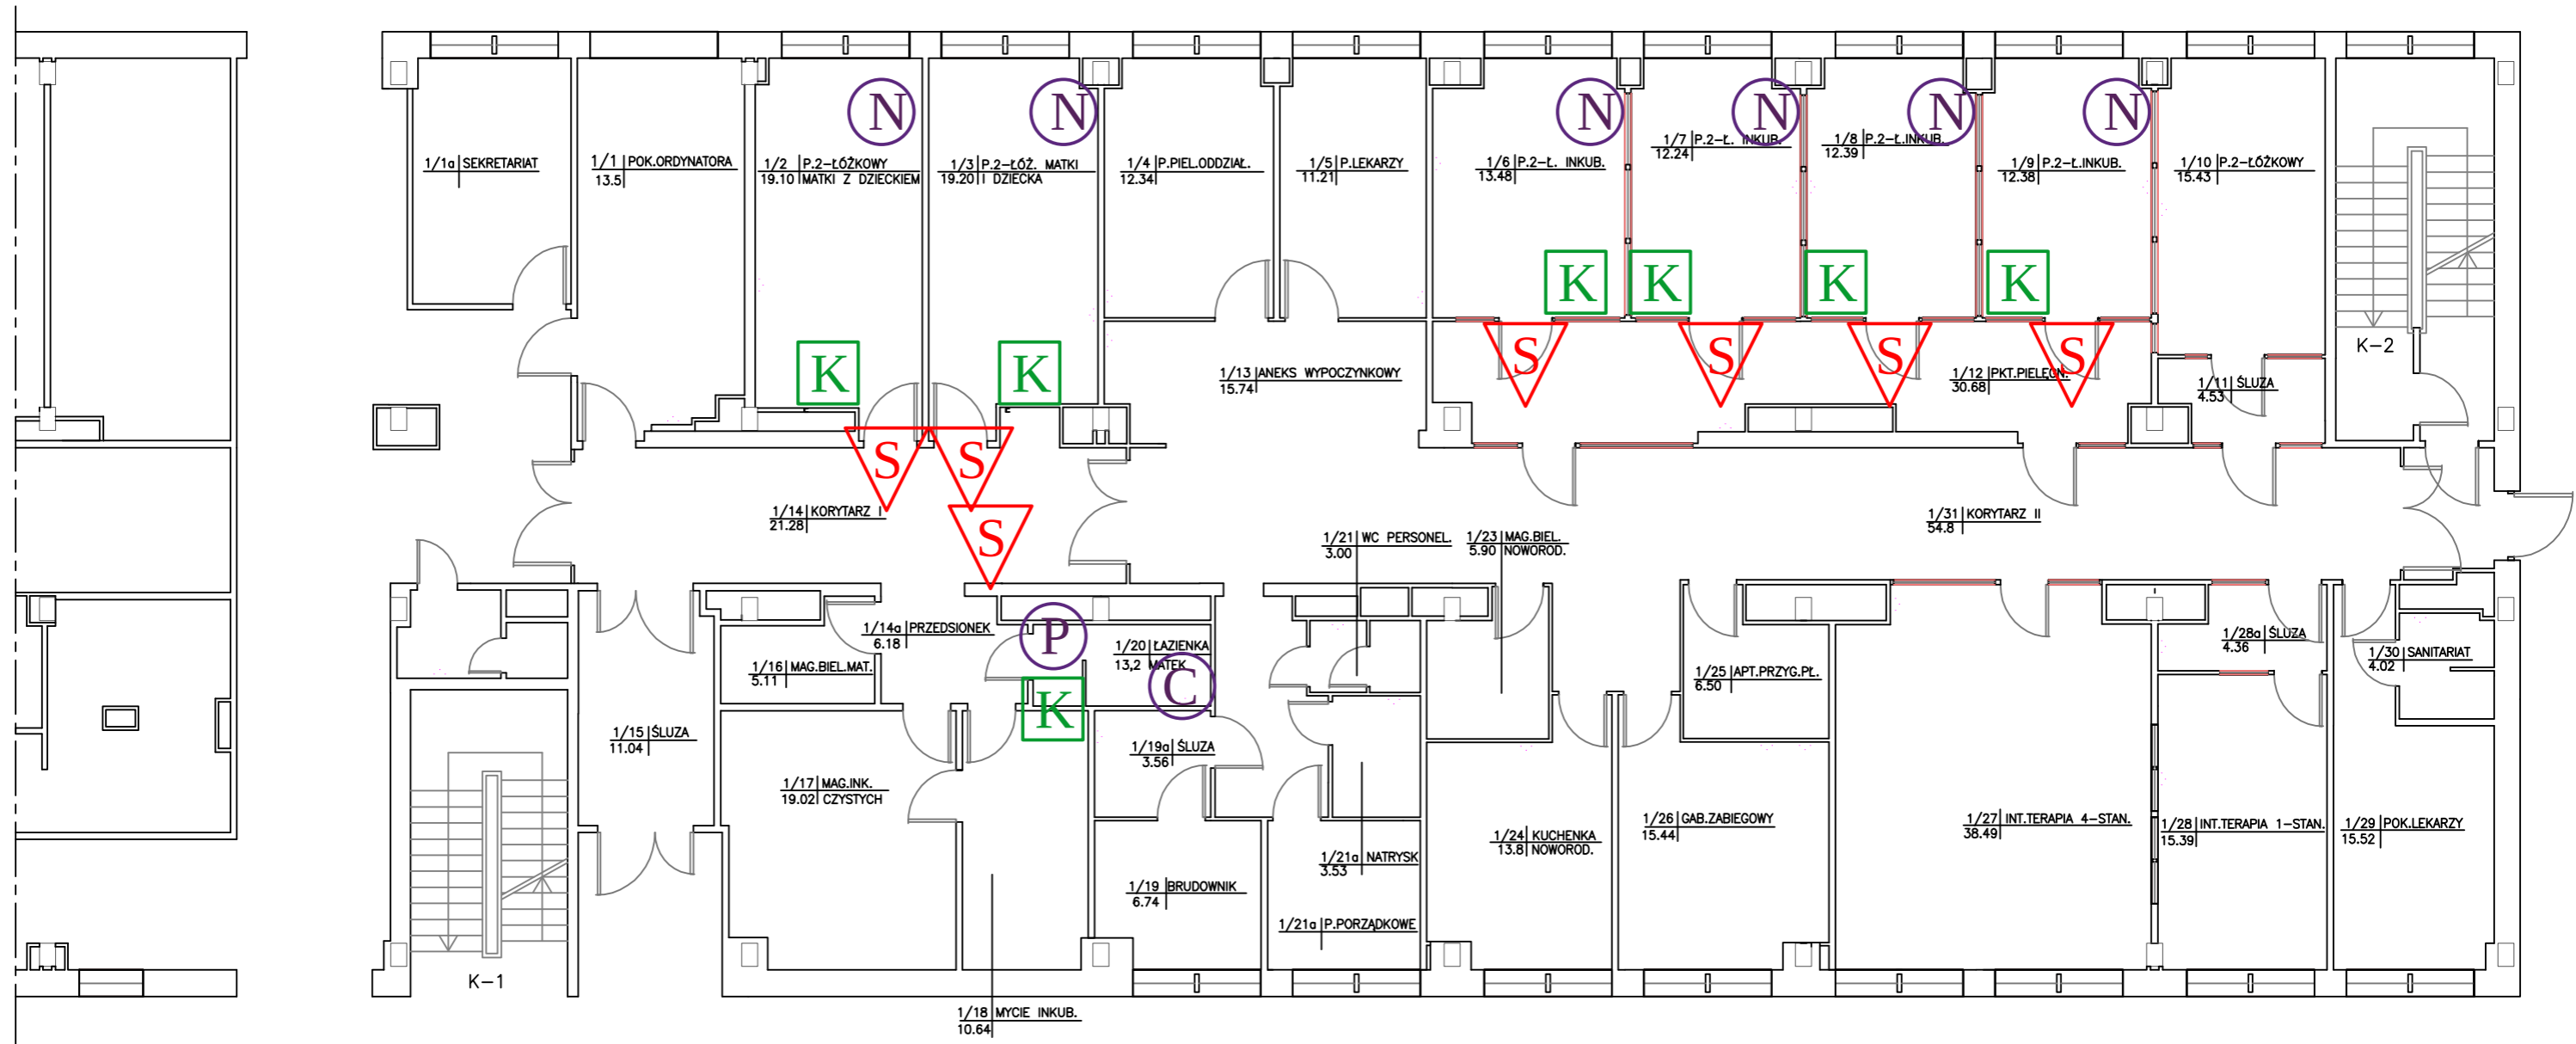 N
N
N
N
N
N
1/1a SEKRETARIAT
1/1 POK.ORDYNATORA
13.5
1/2 P.2-ŁÓŻKOWY
19.10 MATKI Z DZIECKIEM
1/3 P.2-ŁÓŻ. MATKI
19.20 I DZIECKA
1/4 P.PIEL.ODDZIAŁ.
12.34
1/5 P.LEKARZY
11.21
1/6 P.2-Ł. INKUB.
13.48
1/7 P.2-Ł. INKUB.
12.24
1/8 P.2-Ł.INKUB.
12.39
1/9 P.2-Ł.INKUB.
12.38
1/10 P.2-ŁÓŻKOWY
15.43
K
K
K
K
K
K
S
S
S
S
K-2
1/13 ANEKS WYPOCZYNKOWY
15.74
1/12 PKT.PIELĘGN.
30.68
1/11 ŚLUZA
4.53
S
S
S
1/14 KORYTARZ I
21.28
1/31 KORYTARZ II
54.8
1/21 WC PERSONEL.
3.00
1/23 MAG.BIEL.
5.90 NOWOROD.
1/14a PRZEDSIONEK
6.18
P
1/20 ŁAZIENKA
13,2 MATEK
C
K
1/16 MAG.BIEL.MAT.
5.11
1/25 APT.PRZYG.PŁ.
6.50
1/28a ŚLUZA
4.36
1/30 SANITARIAT
4.02
1/15 ŚLUZA
11.04
1/19a ŚLUZA
3.56
1/17 MAG.INK.
19.02 CZYSTYCH
1/24 KUCHENKA
13.8 NOWOROD.
1/26 GAB.ZABIEGOWY
15.44
1/27 INT.TERAPIA 4-STAN.
38.49
1/28 INT.TERAPIA 1-STAN.
15.39
1/29 POK.LEKARZY
15.52
1/21a NATRYSK
3.53
1/19 BRUDOWNIK
6.74
1/21a P.PORZĄDKOWE
K-1
1/18 MYCIE INKUB.
10.64